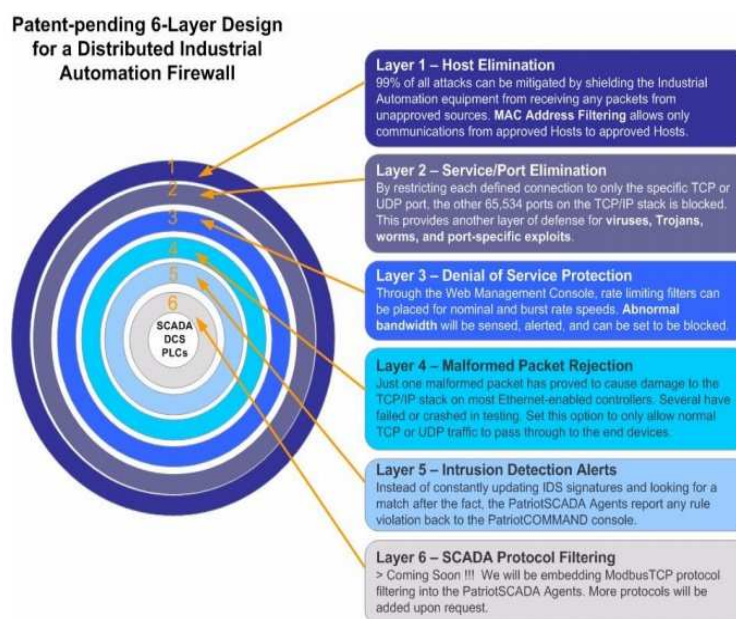 Patent-pending 6-Layer Design
for a Distributed Industrial
Automation Firewall
1
2
3
4
5
6
SCADA
DCS
PLCs
Layer 1 – Host Elimination
99% of all attacks can be mitigated by shielding the Industrial
Automation equipment from receiving any packets from
unapproved sources. MAC Address Filtering allows only
communications from approved Hosts to approved Hosts.
Layer 2 – Service/Port Elimination
By restricting each defined connection to only the specific TCP or
UDP port, the other 65,534 ports on the TCP/IP stack is blocked.
This provides another layer of defense for viruses, Trojans,
worms, and port-specific exploits.
Layer 3 – Denial of Service Protection
Through the Web Management Console, rate limiting filters can
be placed for nominal and burst rate speeds. Abnormal
bandwidth will be sensed, alerted, and can be set to be blocked.
Layer 4 – Malformed Packet Rejection
Just one malformed packet has proved to cause damage to the
TCP/IP stack on most Ethernet-enabled controllers. Several have
failed or crashed in testing. Set this option to only allow normal
TCP or UDP traffic to pass through to the end devices.
Layer 5 – Intrusion Detection Alerts
Instead of constantly updating IDS signatures and looking for a
match after the fact, the PatriotSCADA Agents report any rule
violation back to the PatriotCOMMAND console.
Layer 6 – SCADA Protocol Filtering
> Coming Soon !!! We will be embedding ModbusTCP protocol
filtering into the PatriotSCADA Agents. More protocols will be
added upon request.